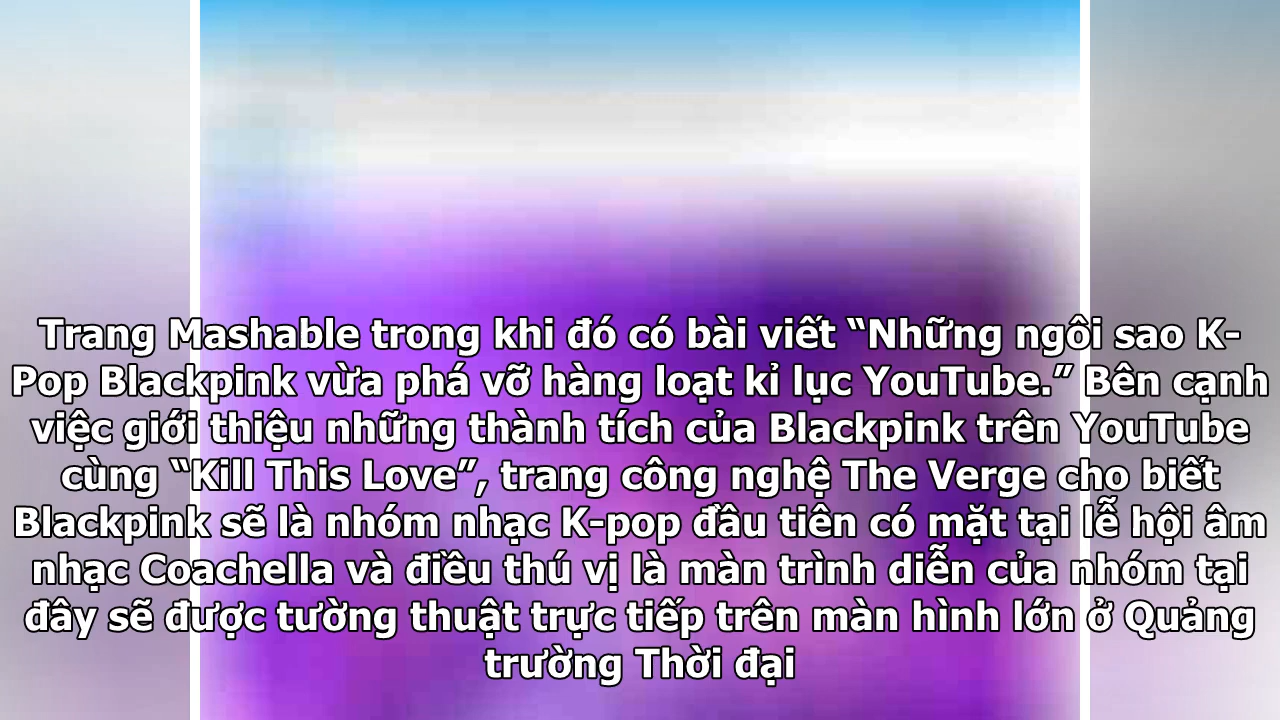 Trang Mashable trong khi đó có bài viết “Những ngôi sao K-
Pop Blackpink vừa phá vỡ hàng loạt kỉ lục YouTube.” Bên cạnh
việc giới thiệu những thành tích của Blackpink trên YouTube
cùng “Kill This Love”, trang công nghệ The Verge cho biết
Blackpink sẽ là nhóm nhạc K-pop đầu tiên có mặt tại lễ hội âm
nhạc Coachella và điều thú vị là màn trình diễn của nhóm tại
đây sẽ được tường thuật trực tiếp trên màn hình lớn ở Quảng
trường Thời đại